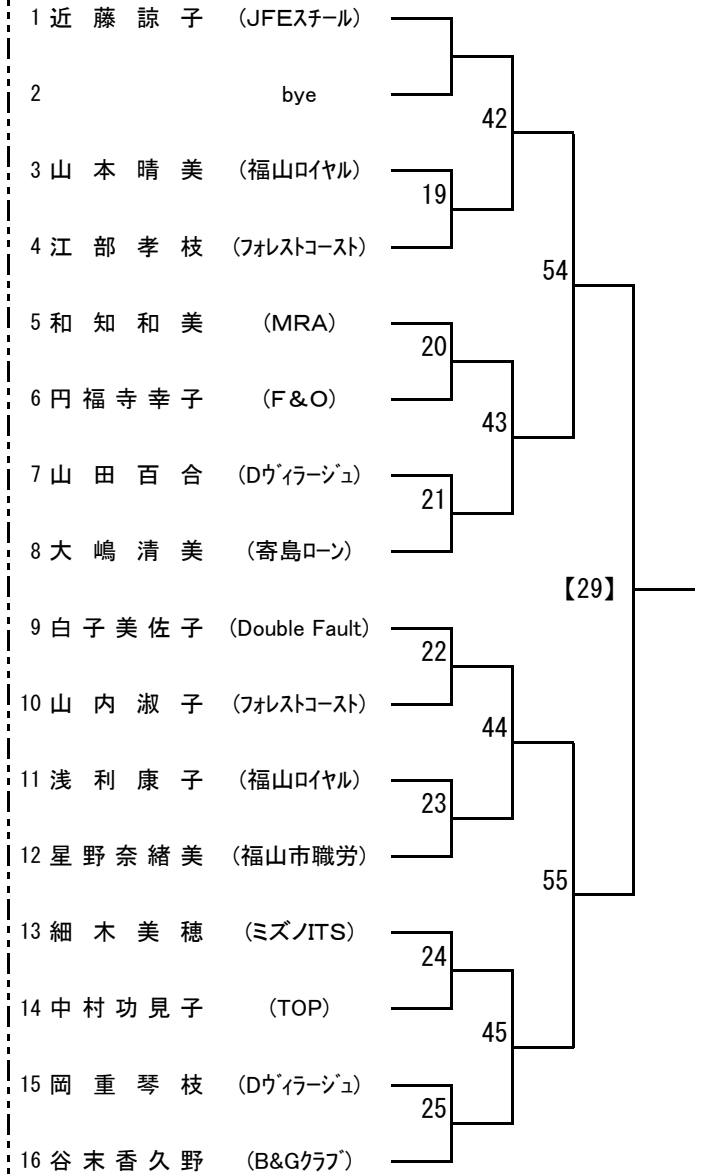 1 近藤諒子 (JFEスチール)
2 bye
42
3 山本晴美 (福山ロイヤル)
19
4 江部孝枝 (フォレストコースト)
54
5 和知和美 (MRA)
20
6 円福寺幸子 (F&O)
43
7 山田百合 (Dヴィラージュ)
21
8 大嶋清美 (寄島ローン)
【29】
9 白子美佐子 (Double Fault)
22
10 山内淑子 (フォレストコースト)
44
11 浅利康子 (福山ロイヤル)
23
12 星野奈緒美 (福山市職労)
55
13 細木美穂 (ミズノITS)
24
14 中村功見子 (TOP)
45
15 岡重琴枝 (Dヴィラージュ)
25
16 谷末香久野 (B&Gクラブ)